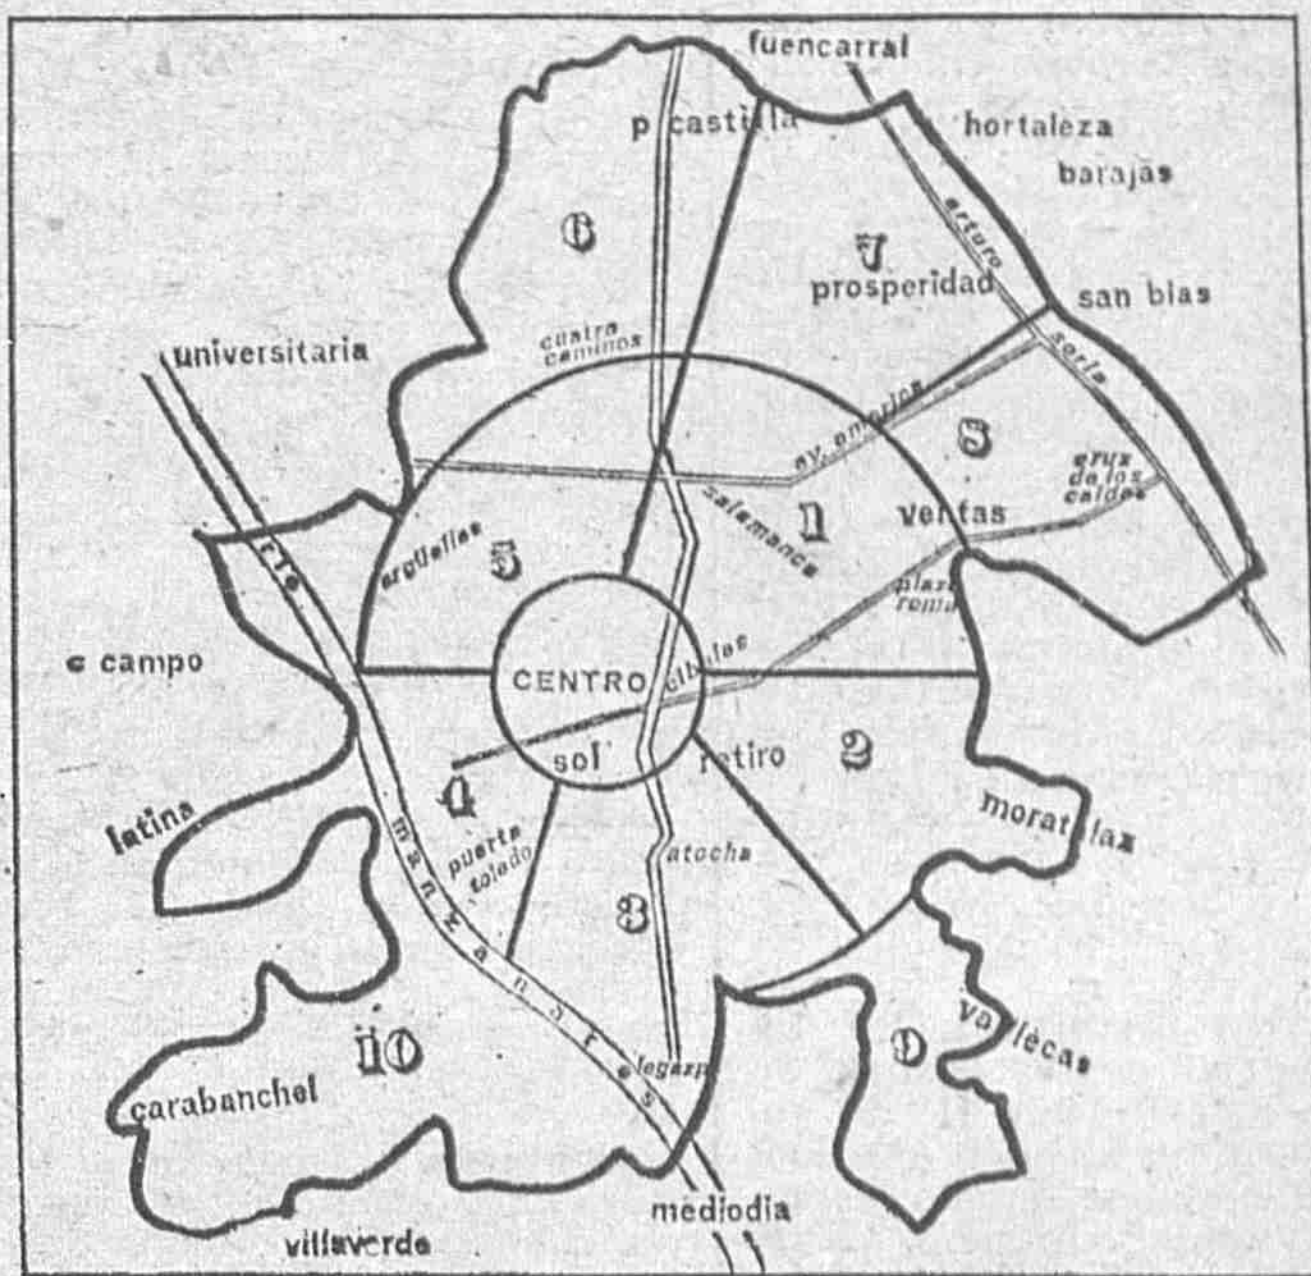 fuencarral
p castilla
hortaleza
barajas
6
arturo
7
prosperidad
san blas
cuatro
caminos
soria
universitaria
av. america
cruz
de los
caidos
salamanca
1
ventas
argüelles
5
rio
plaza
roma
c campo
CENTRO
cibeles
sol
retiro
2
4
latina
manzanares
puerta
toledo
moratalaz
atocha
3
vallecas
10
9
legazpi
carabanchel
mediodia
villaverde